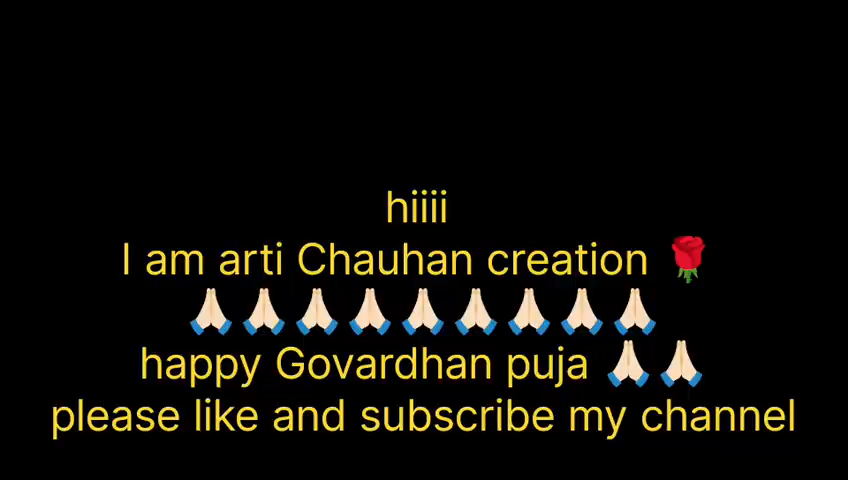 hiiii
I am arti Chauhan creation 🌹
🙏🏻🙏🏻🙏🏻🙏🏻🙏🏻🙏🏻🙏🏻🙏🏻🙏🏻
happy Govardhan puja 🙏🏻🙏🏻
please like and subscribe my channel